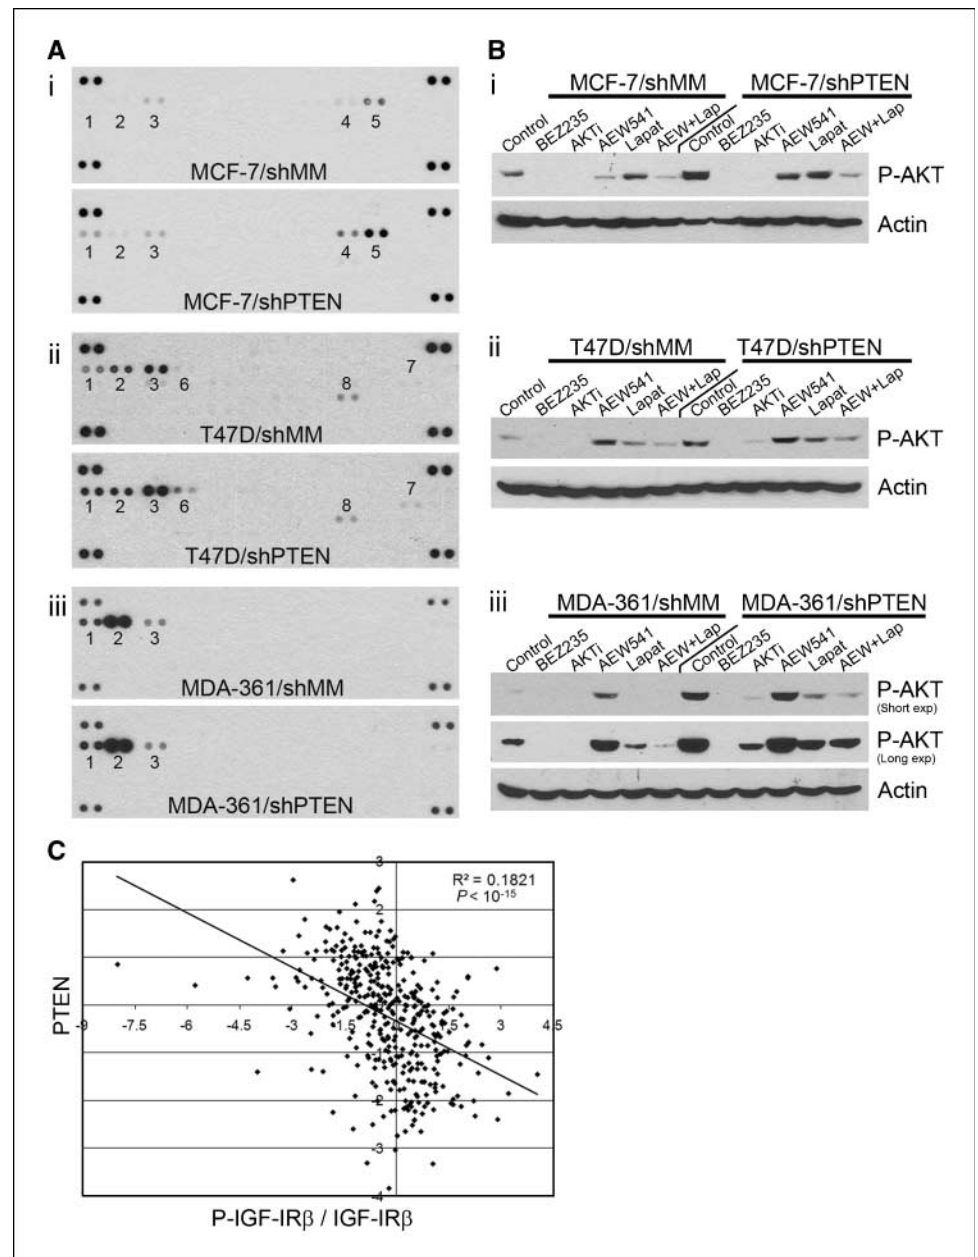 A
i
1 2 3 4 5
MCF-7/shMM
1 2 3 4 5
MCF-7/shPTEN
ii
7
1 2 3 6 8
T47D/shMM
7
1 2 3 6 8
T47D/shPTEN
iii
1 2 3
MDA-361/shMM
1 2 3
MDA-361/shPTEN
B
i
MCF-7/shMM MCF-7/shPTEN
Control BEZ235 AKTi AEW541 Lapat AEW+Lap Control BEZ235 AKTi AEW541 Lapat AEW+Lap
P-AKT
Actin
ii
T47D/shMM T47D/shPTEN
Control BEZ235 AKTi AEW541 Lapat AEW+Lap Control BEZ235 AKTi AEW541 Lapat AEW+Lap
P-AKT
Actin
iii
MDA-361/shMM MDA-361/shPTEN
Control BEZ235 AKTi AEW541 Lapat AEW+Lap Control BEZ235 AKTi AEW541 Lapat AEW+Lap
P-AKT
(Short exp)
P-AKT
(Long exp)
Actin
C
3
R² = 0.1821
P < 10⁻¹⁵
2
PTEN
-9 -7.5 -6 -4.5 -3 -1.5 3 4.5
-2
-3
-4
P-IGF-IRβ / IGF-IRβ